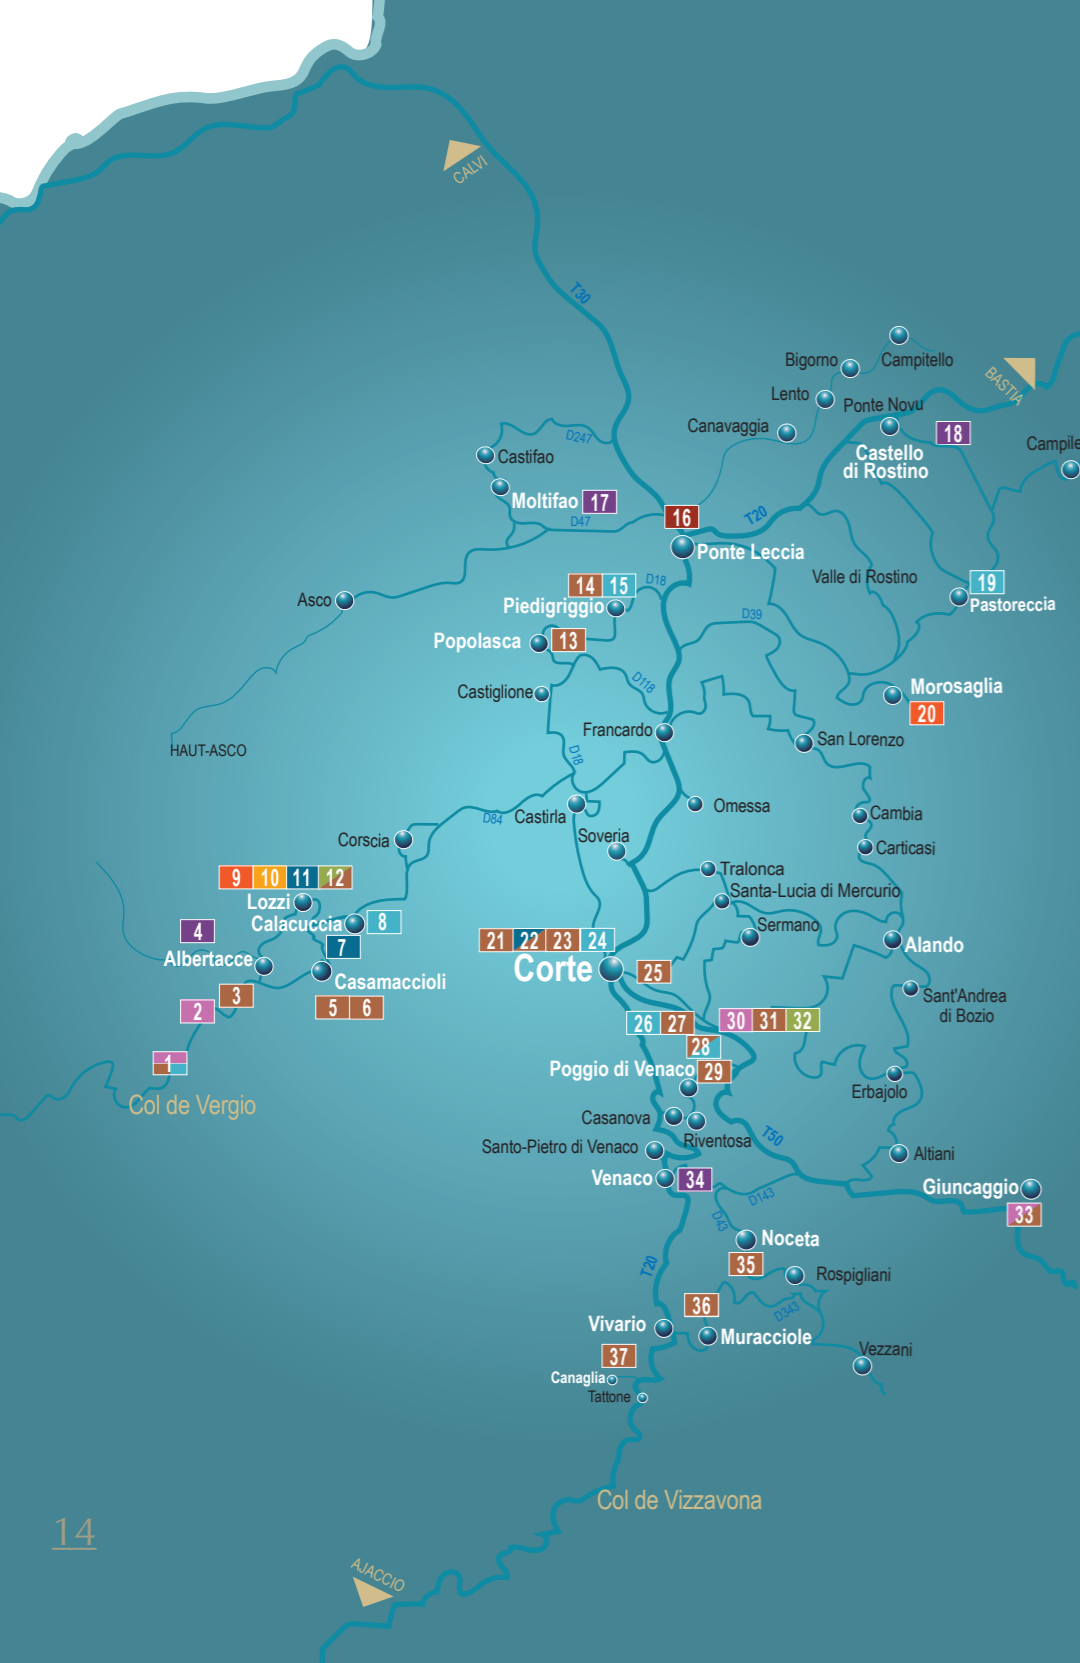 CALVI
T30
Campitello
Bigorno
BASTIA
Lento
Ponte Novu
Canavaggia
18
D247
Castello
di Rostino
Campile
Castifao
Moltifao 17
16
T20
D47
Ponte Leccia
14 15
D18
Valle di Rostino
19
Piedigriggio
Pastoreccia
Asco
D39
Popolasca
13
D118
Castiglione
Morosaglia
20
Francardo
San Lorenzo
HAUT-ASCO
D18
Omessa
Castirla
D84
Cambia
Soveria
Corscia
Carticasi
Tralonca
9 10 11 12
Santa-Lucia di Mercurio
Lozzi
Calacuccia
8
Sermano
4
7
21 22 23 24
Alando
Albertacce
Corte
25
Casamaccioli
3
5 6
Sant'Andrea
di Bozio
2
26 27
30 31 32
28
1
Poggio di Venaco
29
Col de Vergio
Erbajolo
Casanova
Riventosa
T50
Santo-Pietro di Venaco
Altiani
Venaco
34
Giuncaggio
D143
33
D43
Noceta
35
T20
Rospigliani
36
D343
Vivario
Muracciole
37
Vezzani
Canaglia
Tattone
Col de Vizzavona
14
AJACCIO